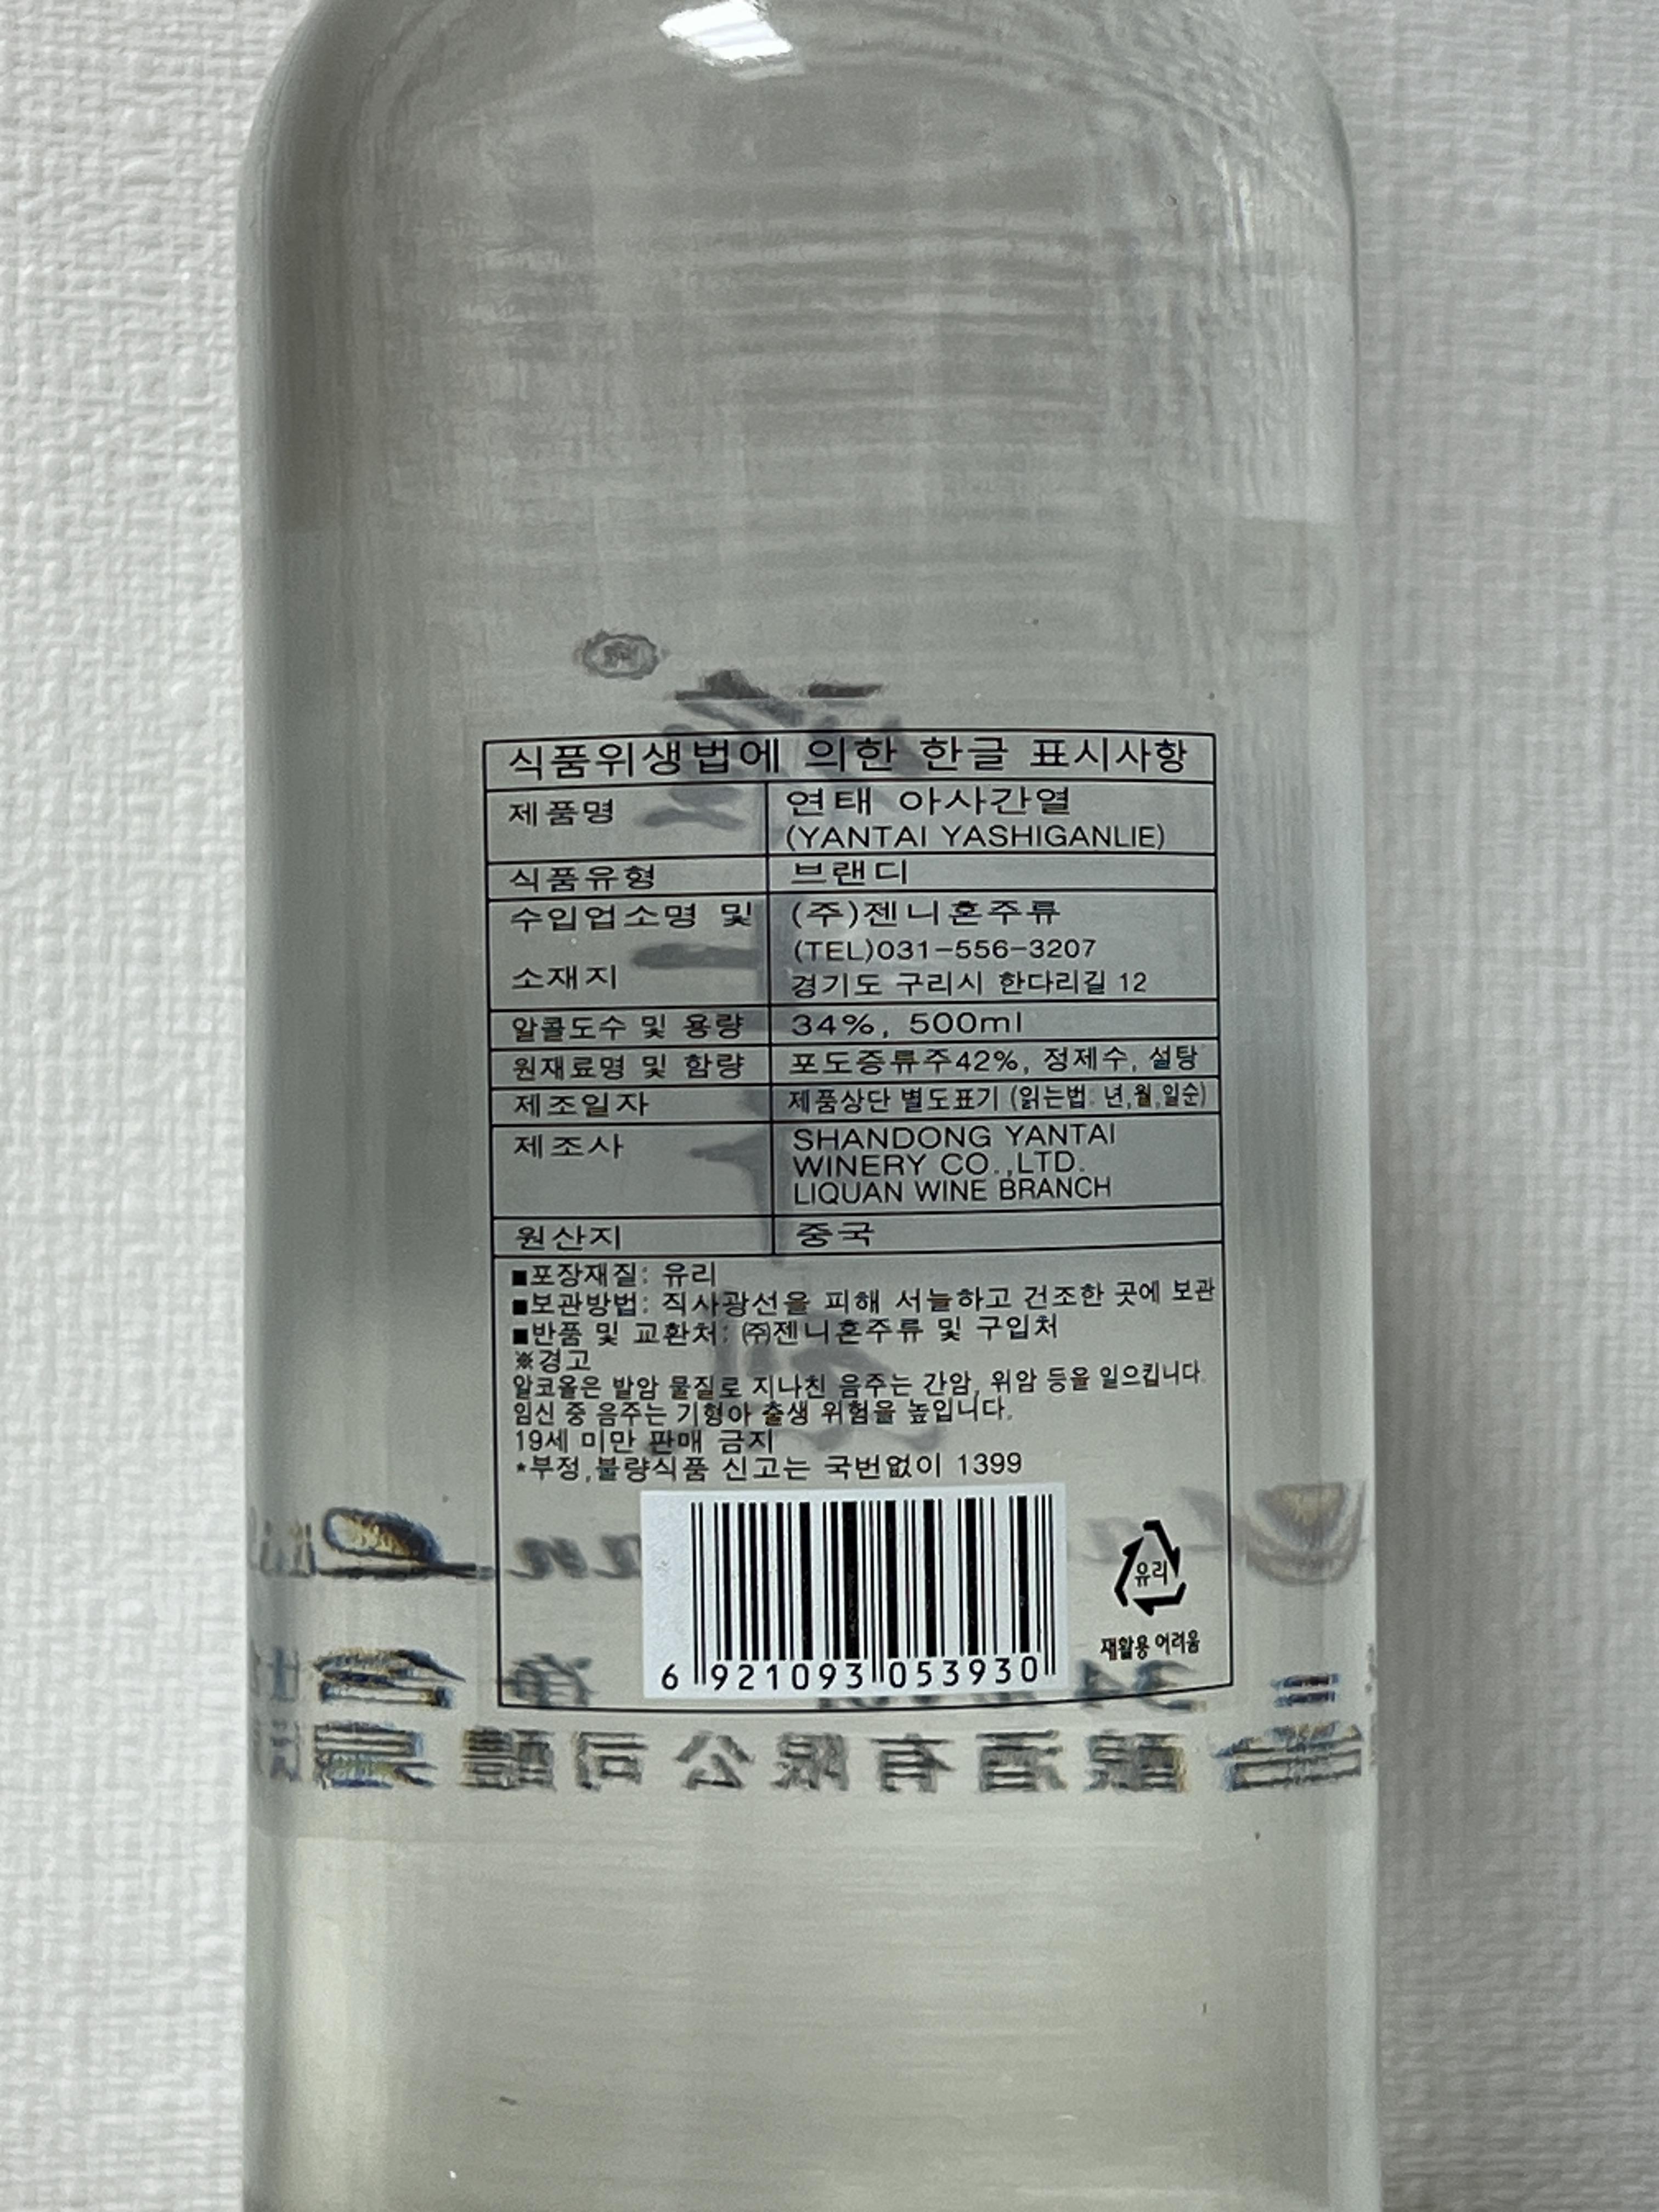 식품위생법에 의한 한글 표시사항
제품명
연태 아사간열
(YANTAI YASHIGANLIE)
식품유형
브랜디
수입업소명 및
소재지
(주)젠니혼주류
(TEL)031-556-3207
경기도 구리시 한다리길 12
알콜도수 및 용량
34%, 500ml
원재료명 및 함량
포도증류주42%, 정제수, 설탕
제조일자
제품상단 별도표기 (읽는법: 년,월,일순)
제조사
SHANDONG YANTAI
WINERY CO.,LTD.
LIQUAN WINE BRANCH
원산지
중국
■포장재질: 유리
■보관방법: 직사광선을 피해 서늘하고 건조한 곳에 보관
■반품 및 교환처: ㈜젠니혼주류 및 구입처
※경고
알코올은 발암 물질로 지나친 음주는 간암, 위암 등을 일으킵니다.
임신 중 음주는 기형아 출생 위험을 높입니다.
19세 미만 판매 금지
*부정,불량식품 신고는 국번없이 1399
6 921093 053930
유리
재활용 어려움
釀酒有限公司醴